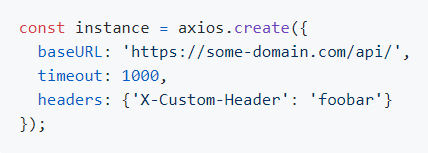 const instance = axios.create({
  baseURL: 'https://some-domain.com/api/',
  timeout: 1000,
  headers: {'X-Custom-Header': 'foobar'}
});